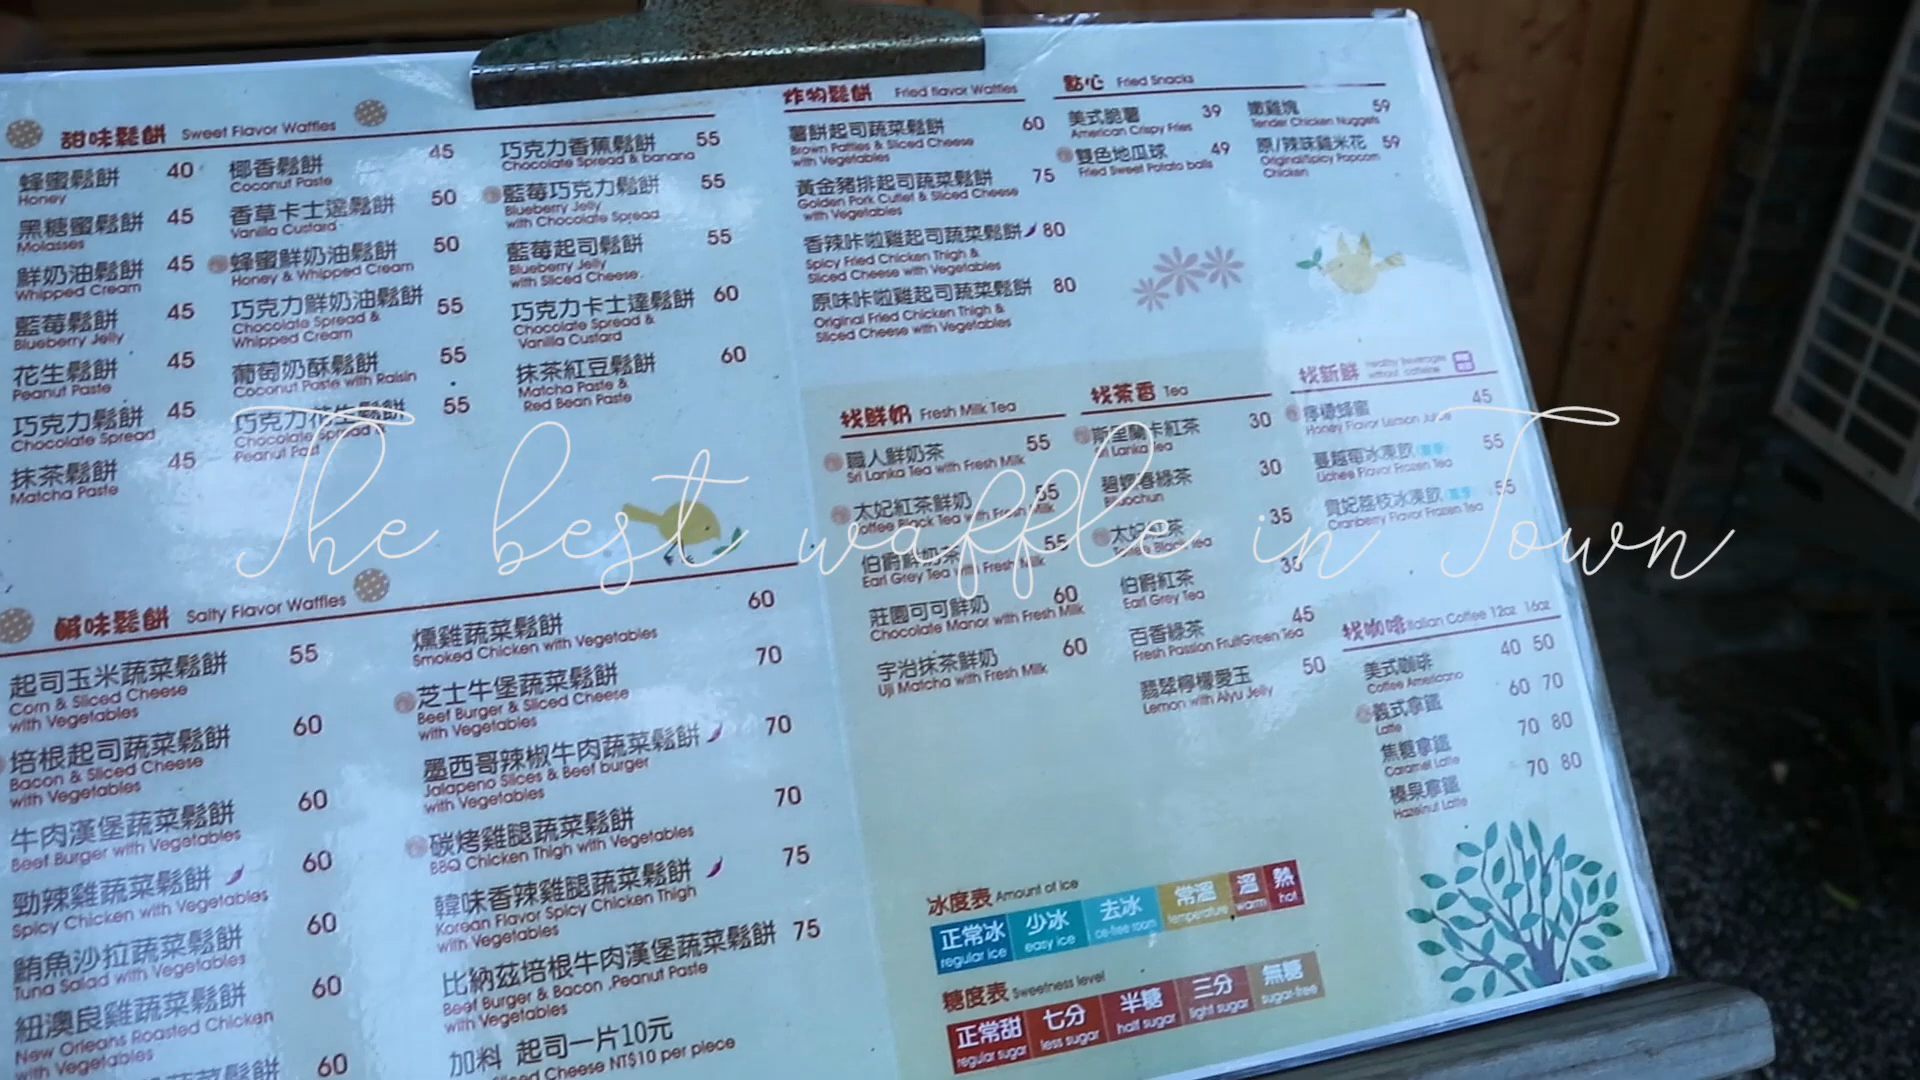 甜味鬆餅 Sweet Flavor Waffles
蜂蜜鬆餅 40
Honey
黑糖蜜鬆餅 45
Molasses
鮮奶油鬆餅 45
Whipped Cream
藍莓鬆餅 45
Blueberry Jelly
花生鬆餅 45
Peanut Paste
巧克力鬆餅 45
Chocolate Spread
抹茶鬆餅 45
Matcha Paste
椰香鬆餅 45
Coconut Paste
香草卡士達鬆餅 50
Vanilla Custard
蜂蜜鮮奶油鬆餅 50
Honey & Whipped Cream
巧克力鮮奶油鬆餅 55
Chocolate Spread &
Whipped Cream
葡萄奶酥鬆餅 55
Coconut Paste with Raisin
巧克力花生鬆餅 55
Chocolate Spread &
Peanut Past
巧克力香蕉鬆餅 55
Chocolate Spread & banana
藍莓巧克力鬆餅 55
Blueberry Jelly
with Chocolate Spread
藍莓起司鬆餅 55
Blueberry Jelly
with Sliced Cheese
巧克力卡士達鬆餅 60
Chocolate Spread &
Vanilla Custard
抹茶紅豆鬆餅 60
Matcha Paste &
Red Bean Paste
炸物鬆餅 Fried flavor Waffles
薯餅起司蔬菜鬆餅 60
Brown Patties & Sliced Cheese
with Vegetables
黃金豬排起司蔬菜鬆餅 75
Golden Pork Cutlet & Sliced Cheese
with Vegetables
香辣咔啦雞起司蔬菜鬆餅 80
Spicy Fried Chicken Thigh &
Sliced Cheese with Vegetables
原味咔啦雞起司蔬菜鬆餅 80
Original Fried Chicken Thigh &
Sliced Cheese with Vegetables
點心 Fried Snacks
美式脆薯 39
American Crispy Fries
雙色地瓜球 49
Fried Sweet Potato balls
嫩雞塊 59
Tender Chicken Nuggets
原/辣味雞米花 59
Original/Spicy Popcorn
Chicken
The best waffle in Town
鹹味鬆餅 Salty Flavor Waffles
起司玉米蔬菜鬆餅 55
Corn & Sliced Cheese
with Vegetables
培根起司蔬菜鬆餅 60
Bacon & Sliced Cheese
with Vegetables
牛肉漢堡蔬菜鬆餅 60
Beef Burger with Vegetables
勁辣雞蔬菜鬆餅 60
Spicy Chicken with Vegetables
鮪魚沙拉蔬菜鬆餅 60
Tuna Salad with Vegetables
紐澳良雞蔬菜鬆餅 60
New Orleans Roasted Chicken
with Vegetables
蔬菜鬆餅 60
燻雞蔬菜鬆餅 60
Smoked Chicken with Vegetables
芝士牛堡蔬菜鬆餅 70
Beef Burger & Sliced Cheese
with Vegetables
墨西哥辣椒牛肉蔬菜鬆餅 70
Jalapeno Slices & Beef burger
with Vegetables
碳烤雞腿蔬菜鬆餅 70
BBQ Chicken Thigh with Vegetables
韓味香辣雞腿蔬菜鬆餅 75
Korean Flavor Spicy Chicken Thigh
with Vegetables
比納茲培根牛肉漢堡蔬菜鬆餅 75
Beef Burger & Bacon ,Peanut Paste
with Vegetables
加料 起司一片10元
Sliced Cheese NT$10 per piece
找鮮奶 Fresh Milk Tea
職人鮮奶茶 55
Sri Lanka Tea with Fresh Milk
太妃紅茶鮮奶 55
Toffee Black Tea with Fresh Milk
伯爵鮮奶茶 55
Earl Grey Tea with Fresh Milk
莊園可可鮮奶 60
Chocolate Manor with Fresh Milk
宇治抹茶鮮奶 60
Uji Matcha with Fresh Milk
找茶香 Tea
斯里蘭卡紅茶 30
Sri Lanka Tea
碧螺春綠茶 30
Biluochun
太妃紅茶 35
Toffee Black Tea
伯爵紅茶 35
Earl Grey Tea
百香綠茶 45
Fresh Passion FruitGreen Tea
翡翠檸檬愛玉 50
Lemon with Aiyu Jelly
找新鮮 Healthy Beverages
without caffeine
檸檬蜂蜜 45
Honey Flavor Lemon Juice
蔓越莓冰凍飲 55
Lichee Flavor Frozen Tea
貴妃荔枝冰凍飲 55
Cranberry Flavor Frozen Tea
找咖啡 Italian Coffee 12oz 16oz
美式咖啡 40 50
Coffee Americano
義式拿鐵 60 70
Latte
焦糖拿鐵 70 80
Caramel Latte
榛果拿鐵 70 80
Hazelnut Latte
冰度表 Amount of Ice
正常冰 少冰 去冰 常溫 溫 熱
regular ice easy ice ice-free room temperature warm hot
糖度表 Sweetness level
正常甜 七分 半糖 三分 無糖
regular sugar less sugar half sugar light sugar sugar-free